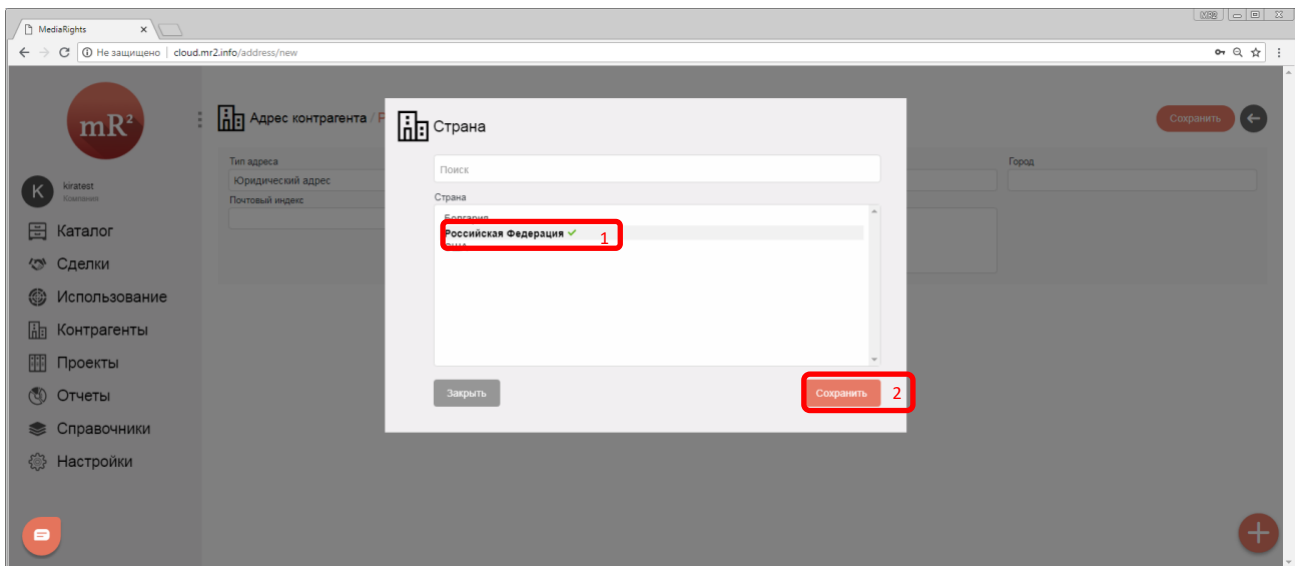 MR2
MediaRights
Не защищено | cloud.mr2.info/address/new
mR²
Адрес контрагента /
Страна
Сохранить
Поиск
Тип адреса
Город
K
kiratest
Компания
Юридический адрес
Почтовый индекс
Страна
Болгария
Российская Федерация
1
США
Каталог
Сделки
Использование
Контрагенты
Проекты
Отчеты
Справочники
Настройки
Закрыть
Сохранить
2